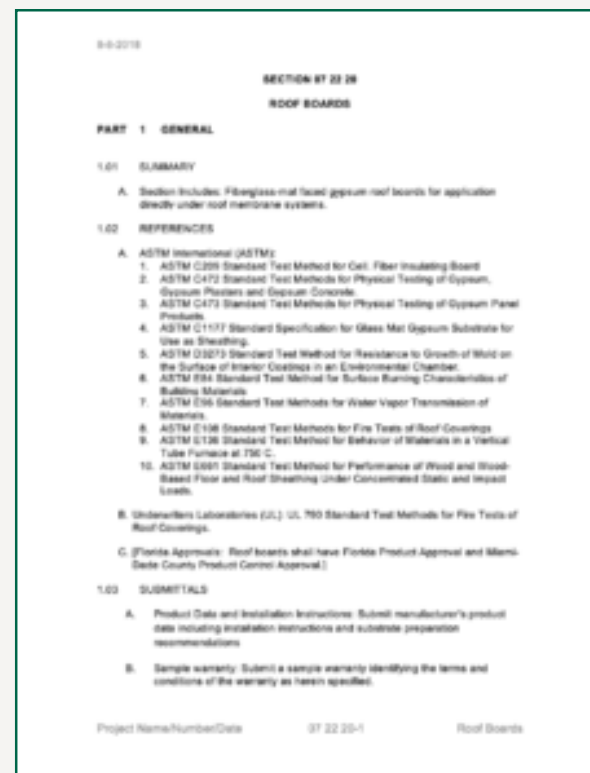 SECTION 07 22 20
ROOF BOARDS
PART 1 GENERAL
1.01 SUMMARY
A. Section Includes: Fiberglass-mat faced gypsum roof boards for application
directly under roof membrane systems.
1.02 REFERENCES
A. ASTM International (ASTM):
1. ASTM C209 Standard Test Method for Cell. Fiber Insulating Board
2. ASTM C472 Standard Test Methods for Physical Testing of Gypsum,
Gypsum Plasters and Gypsum Concrete.
3. ASTM C473 Standard Test Methods for Physical Testing of Gypsum Panel
Products.
4. ASTM C1177 Standard Specification for Glass Mat Gypsum Substrate for
Use as Sheathing.
5. ASTM D3273 Standard Test Method for Resistance to Growth of Mold on
the Surface of Interior Coatings in an Environmental Chamber.
6. ASTM E84 Standard Test Method for Surface Burning Characteristics of
Building Materials
7. ASTM E96 Standard Test Methods for Water Vapor Transmission of
Materials.
8. ASTM E108 Standard Test Methods for Fire Tests of Roof Coverings
9. ASTM E136 Standard Test Method for Behavior of Materials in a Vertical
Tube Furnace at 750 C.
10. ASTM E661 Standard Test Method for Performance of Wood and Wood-
Based Floor and Roof Sheathing Under Concentrated Static and Impact
Loads.
B. Underwriters Laboratories (UL): UL 790 Standard Test Methods for Fire Tests of
Roof Coverings.
C. [Florida Approvals: Roof boards shall have Florida Product Approval and Miami-
Dade County Product Control Approval.]
1.03 SUBMITTALS
A. Product Data and Installation Instructions: Submit manufacturer's product
data including installation instructions and substrate preparation
recommendations
B. Sample warranty: Submit a sample warranty identifying the terms and
conditions of the warranty as herein specified.
Project Name/Number/Date 07 22 20-1 Roof Boards